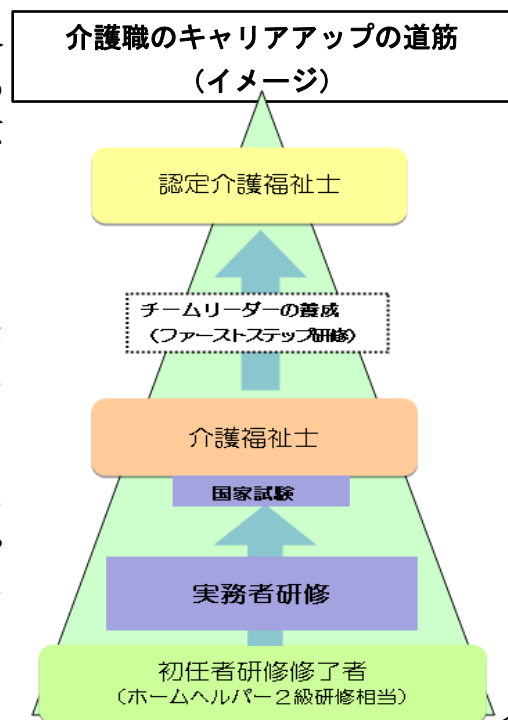 介護職のキャリアアップの道筋
（イメージ）
認定介護福祉士
チームリーダーの養成
（ファーストステップ研修）
介護福祉士
国家試験
実務者研修
初任者研修修了者
（ホームヘルパー２級研修相当）